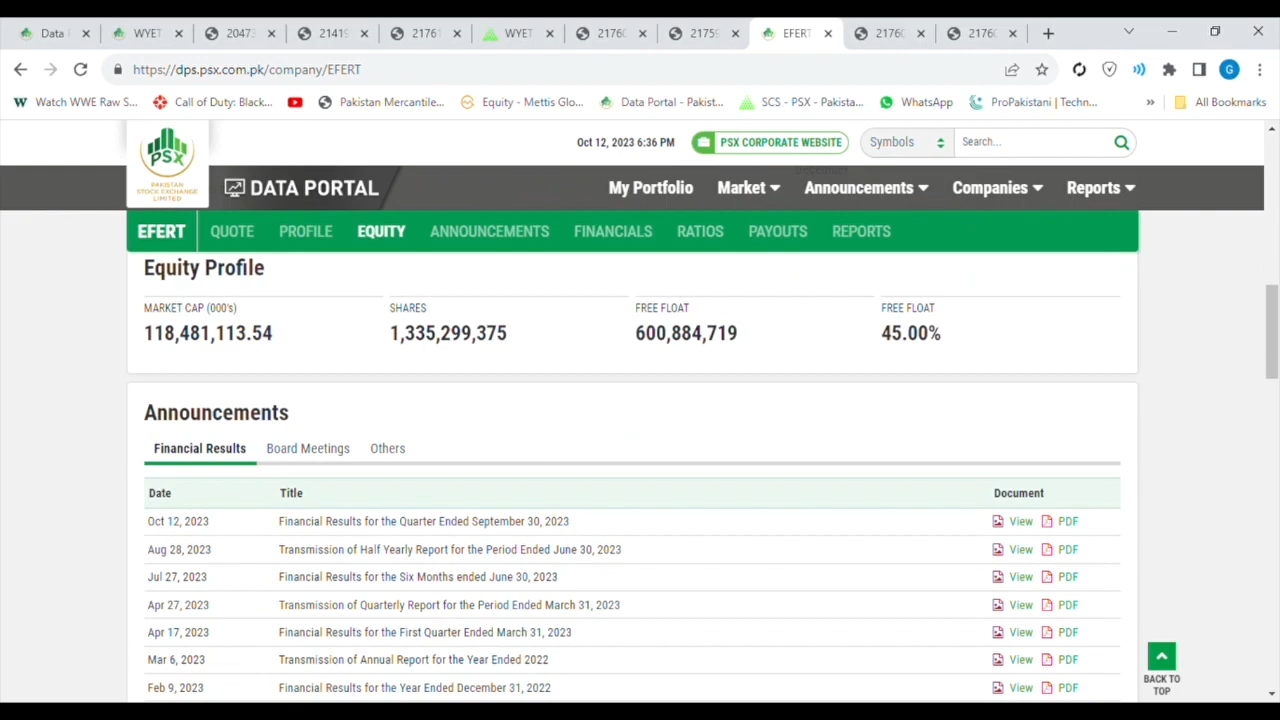 Data
WYET
2047
2141
2176
WYET
2176
2175
EFERT
2176
2176
https://dps.psx.com.pk/company/EFERT
G
W Watch WWE Raw S...
Call of Duty: Black...
Pakistan Mercantile...
Equity - Mettis Glo...
Data Portal - Pakist...
SCS - PSX - Pakista...
WhatsApp
ProPakistani | Techn...
»
All Bookmarks
PSX
PAKISTAN
STOCK EXCHANGE
LIMITED
Oct 12, 2023 6:36 PM
PSX CORPORATE WEBSITE
Symbols
Search...
DATA PORTAL
My Portfolio
Market
Announcements
Companies
Reports
EFERT
QUOTE
PROFILE
EQUITY
ANNOUNCEMENTS
FINANCIALS
RATIOS
PAYOUTS
REPORTS
Equity Profile
MARKET CAP (000's)
118,481,113.54
SHARES
1,335,299,375
FREE FLOAT
600,884,719
FREE FLOAT
45.00%
Announcements
Financial Results
Board Meetings
Others
Date Title Document
Oct 12, 2023 Financial Results for the Quarter Ended September 30, 2023 View PDF
Aug 28, 2023 Transmission of Half Yearly Report for the Period Ended June 30, 2023 View PDF
Jul 27, 2023 Financial Results for the Six Months ended June 30, 2023 View PDF
Apr 27, 2023 Transmission of Quarterly Report for the Period Ended March 31, 2023 View PDF
Apr 17, 2023 Financial Results for the First Quarter Ended March 31, 2023 View PDF
Mar 6, 2023 Transmission of Annual Report for the Year Ended 2022 View PDF
Feb 9, 2023 Financial Results for the Year Ended December 31, 2022 View PDF
BACK TO
TOP